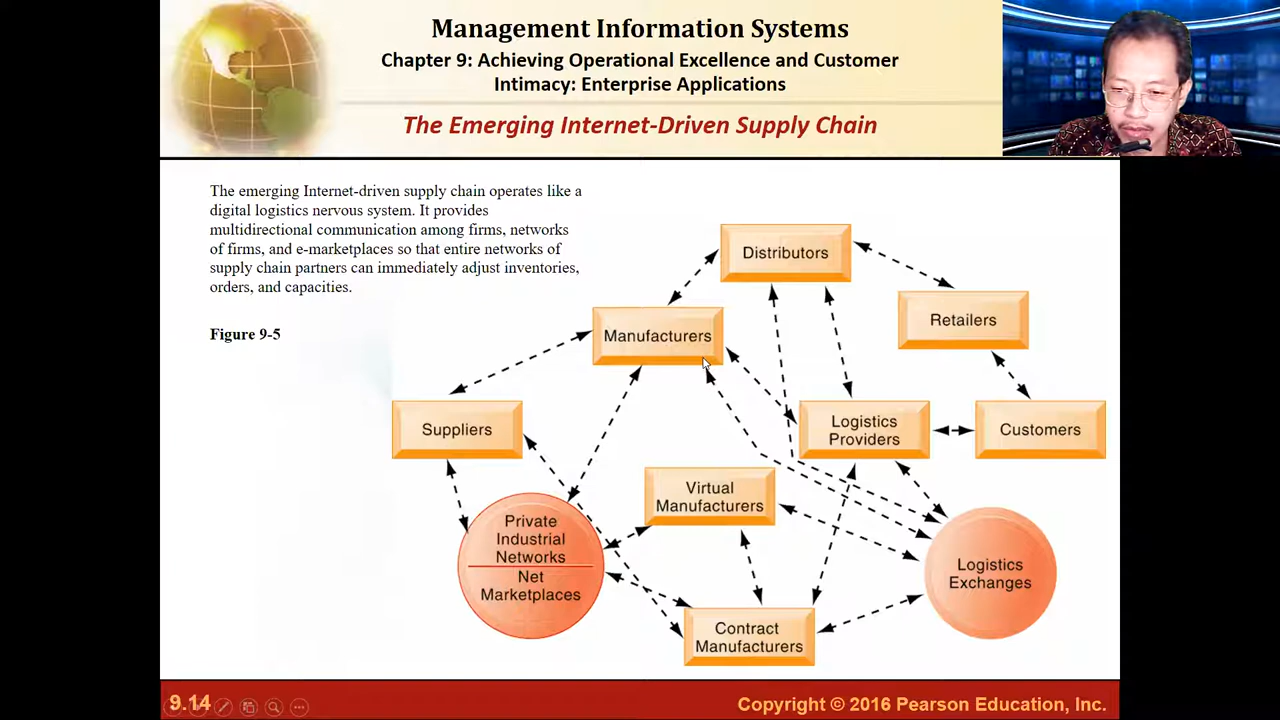 Management Information Systems
Chapter 9: Achieving Operational Excellence and Customer
Intimacy: Enterprise Applications
The Emerging Internet-Driven Supply Chain
The emerging Internet-driven supply chain operates like a
digital logistics nervous system. It provides
multidirectional communication among firms, networks
of firms, and e-marketplaces so that entire networks of
supply chain partners can immediately adjust inventories,
orders, and capacities.
Figure 9-5
Distributors
Retailers
Manufacturers
Suppliers
Logistics
Providers
Customers
Virtual
Manufacturers
Private
Industrial
Networks
Net
Marketplaces
Logistics
Exchanges
Contract
Manufacturers
9.14
Copyright © 2016 Pearson Education, Inc.